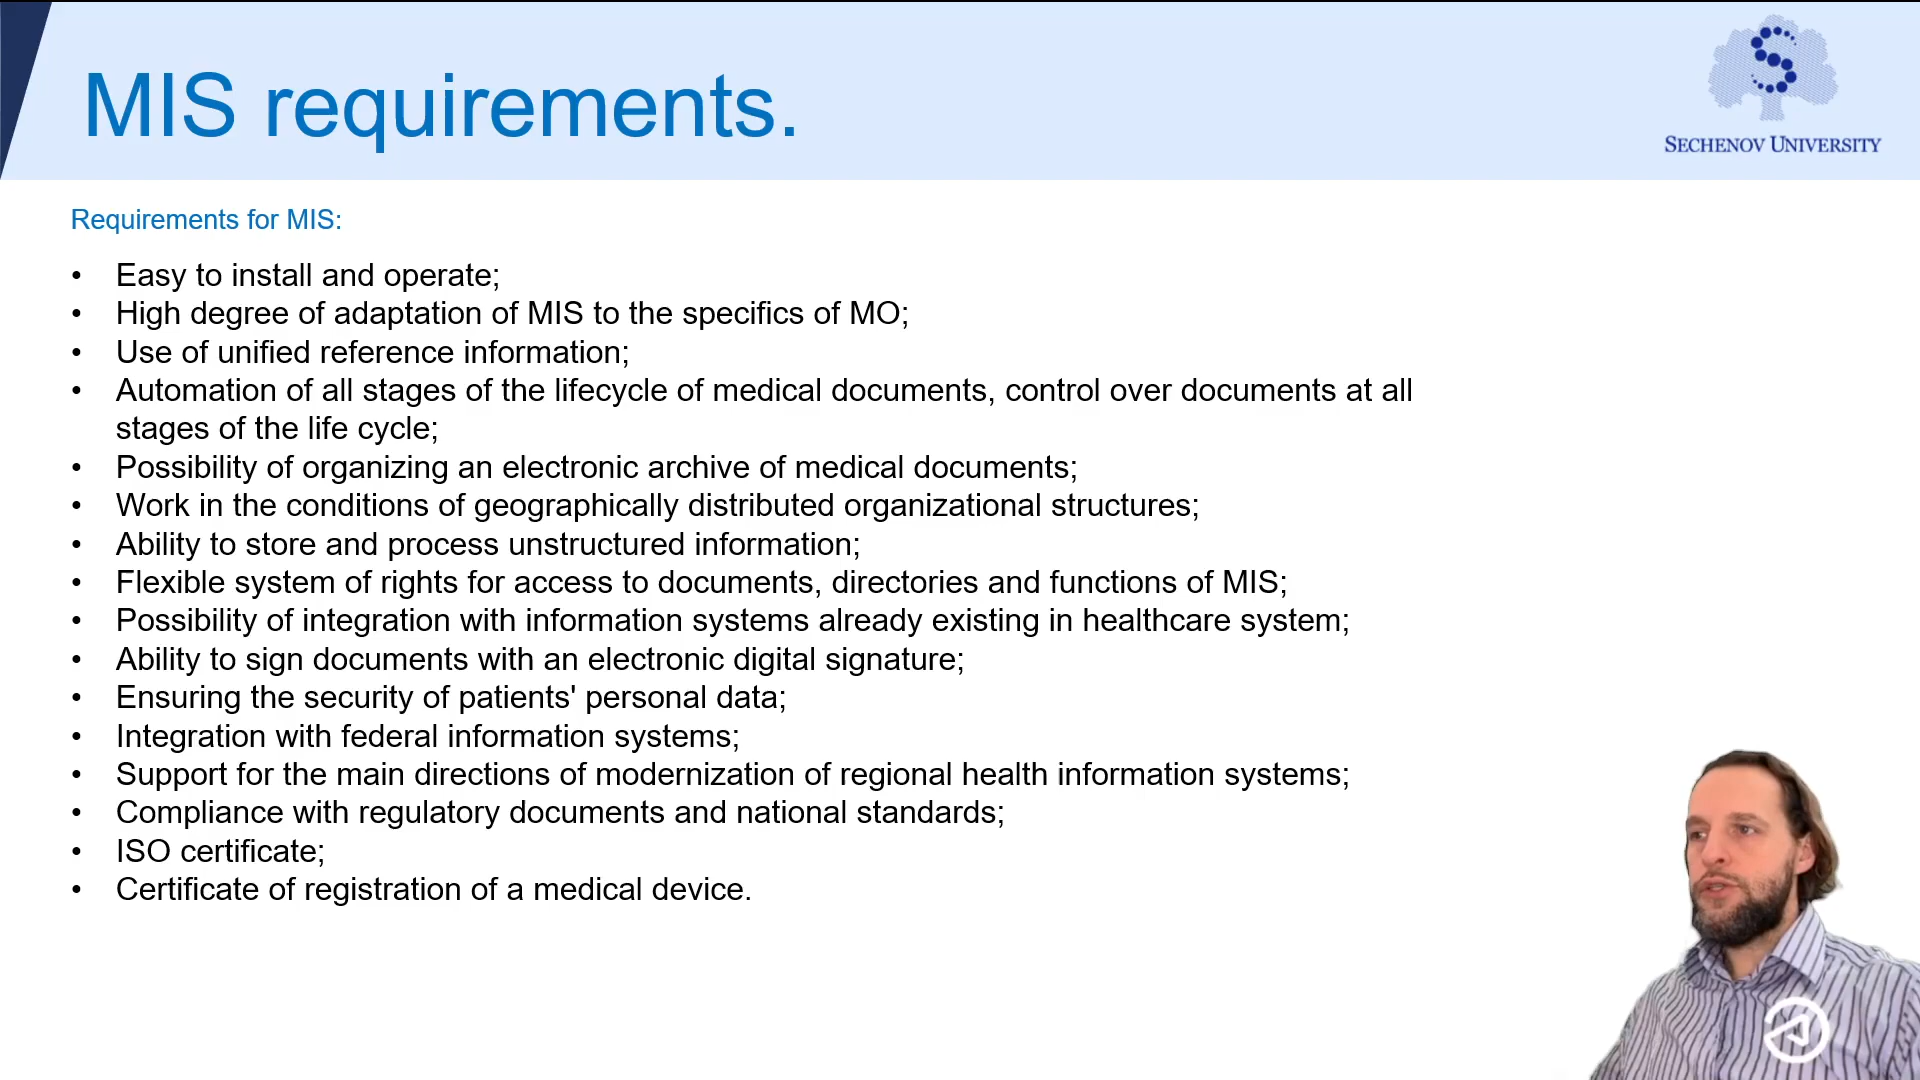 MIS requirements.
SECHENOV UNIVERSITY
Requirements for MIS:
• Easy to install and operate;
• High degree of adaptation of MIS to the specifics of MO;
• Use of unified reference information;
• Automation of all stages of the lifecycle of medical documents, control over documents at all
stages of the life cycle;
• Possibility of organizing an electronic archive of medical documents;
• Work in the conditions of geographically distributed organizational structures;
• Ability to store and process unstructured information;
• Flexible system of rights for access to documents, directories and functions of MIS;
• Possibility of integration with information systems already existing in healthcare system;
• Ability to sign documents with an electronic digital signature;
• Ensuring the security of patients' personal data;
• Integration with federal information systems;
• Support for the main directions of modernization of regional health information systems;
• Compliance with regulatory documents and national standards;
• ISO certificate;
• Certificate of registration of a medical device.